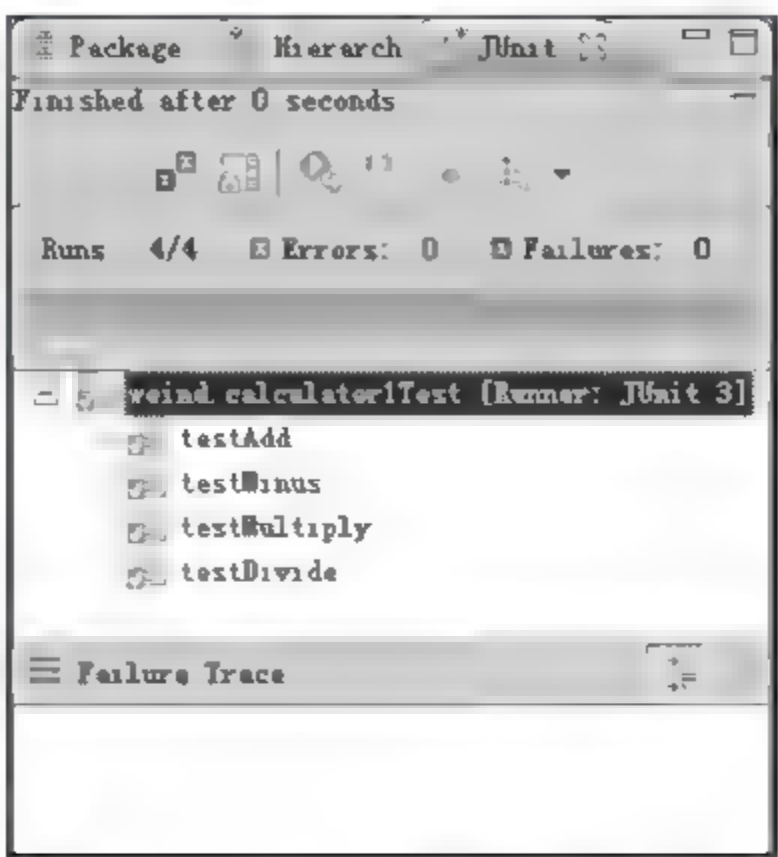 Package Hierarch JUnit
Finished after 0 seconds
Runs 4/4 Errors: 0 Failures: 0
calculator1Test [Runner: JUnit 3]
testAdd
testMinus
testMultiply
testDivide
Failure Trace